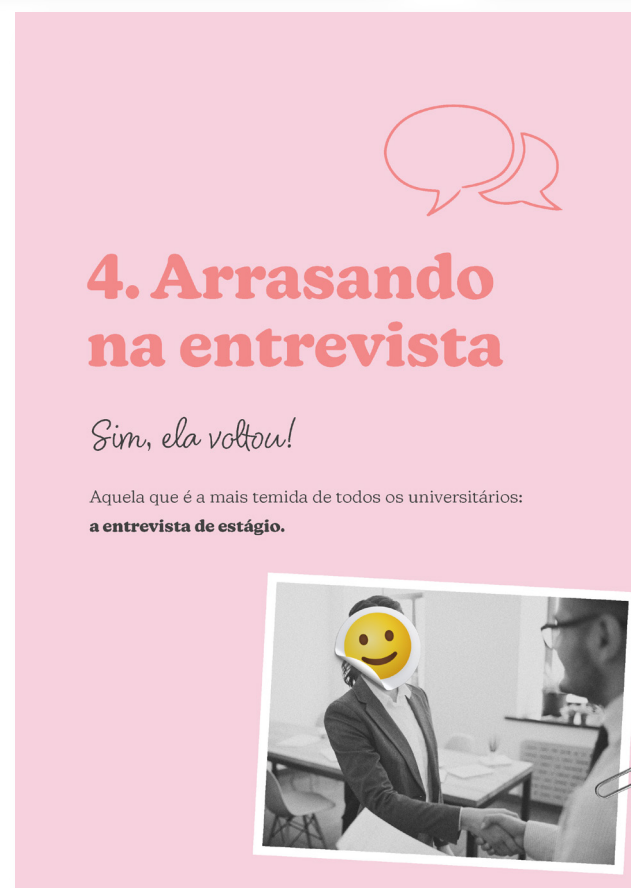 4. Arrasando
na entrevista
Sim, ela voltou!
Aquela que é a mais temida de todos os universitários:
a entrevista de estágio.